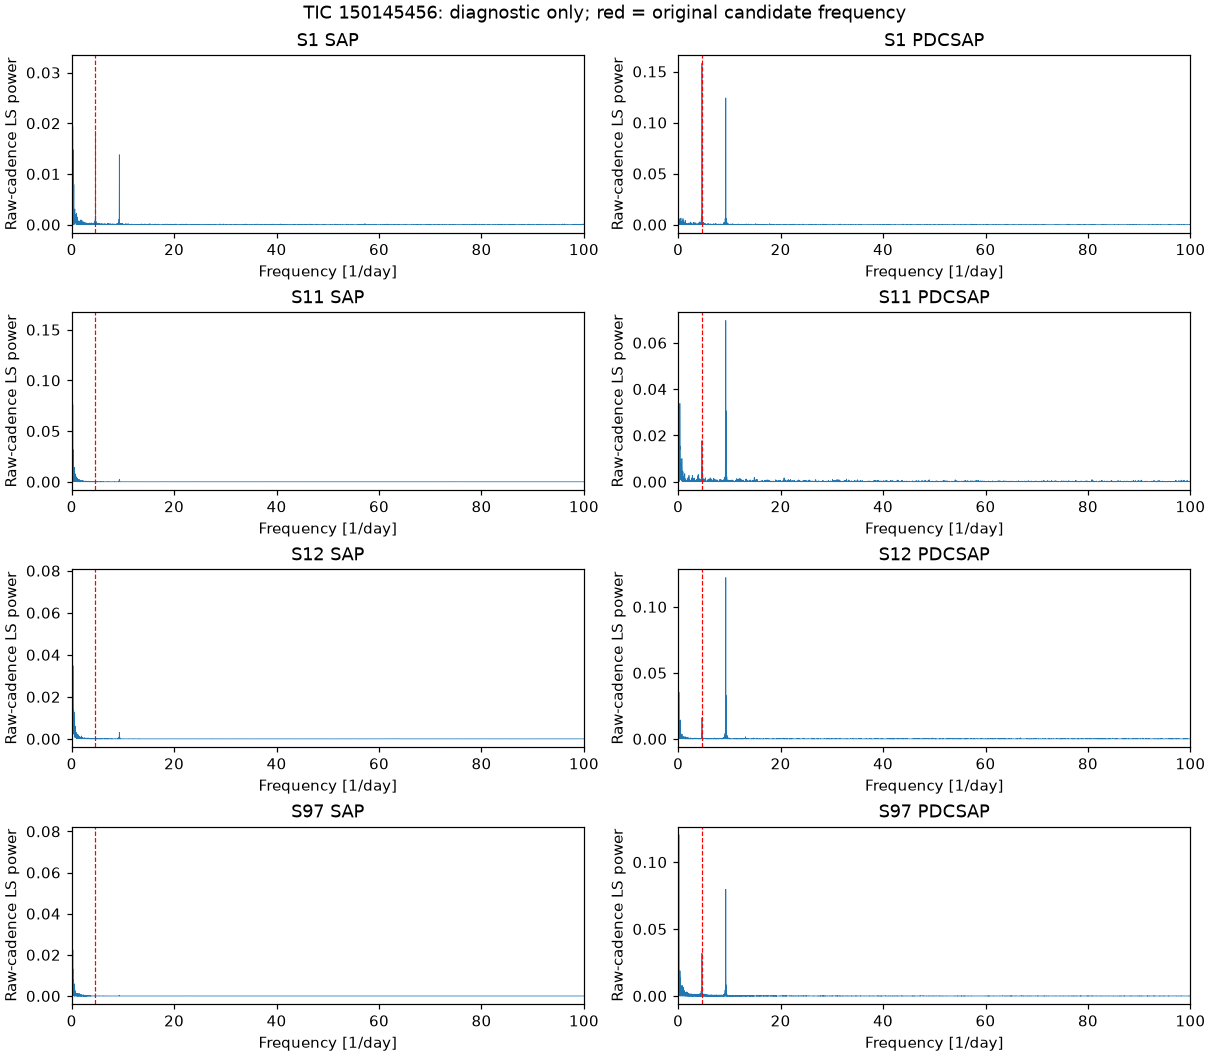 TIC 150145456: diagnostic only; red = original candidate frequency
S1 SAP
Raw-cadence LS power
0.03
0.02
0.01
0.00
0 20 40 60 80 100
Frequency [1/day]
S1 PDCSAP
Raw-cadence LS power
0.15
0.10
0.05
0.00
0 20 40 60 80 100
Frequency [1/day]
S11 SAP
Raw-cadence LS power
0.15
0.10
0.05
0.00
0 20 40 60 80 100
Frequency [1/day]
S11 PDCSAP
Raw-cadence LS power
0.06
0.04
0.02
0.00
0 20 40 60 80 100
Frequency [1/day]
S12 SAP
Raw-cadence LS power
0.08
0.06
0.04
0.02
0.00
0 20 40 60 80 100
Frequency [1/day]
S12 PDCSAP
Raw-cadence LS power
0.10
0.05
0.00
0 20 40 60 80 100
Frequency [1/day]
S97 SAP
Raw-cadence LS power
0.08
0.06
0.04
0.02
0.00
0 20 40 60 80 100
Frequency [1/day]
S97 PDCSAP
Raw-cadence LS power
0.10
0.05
0.00
0 20 40 60 80 100
Frequency [1/day]